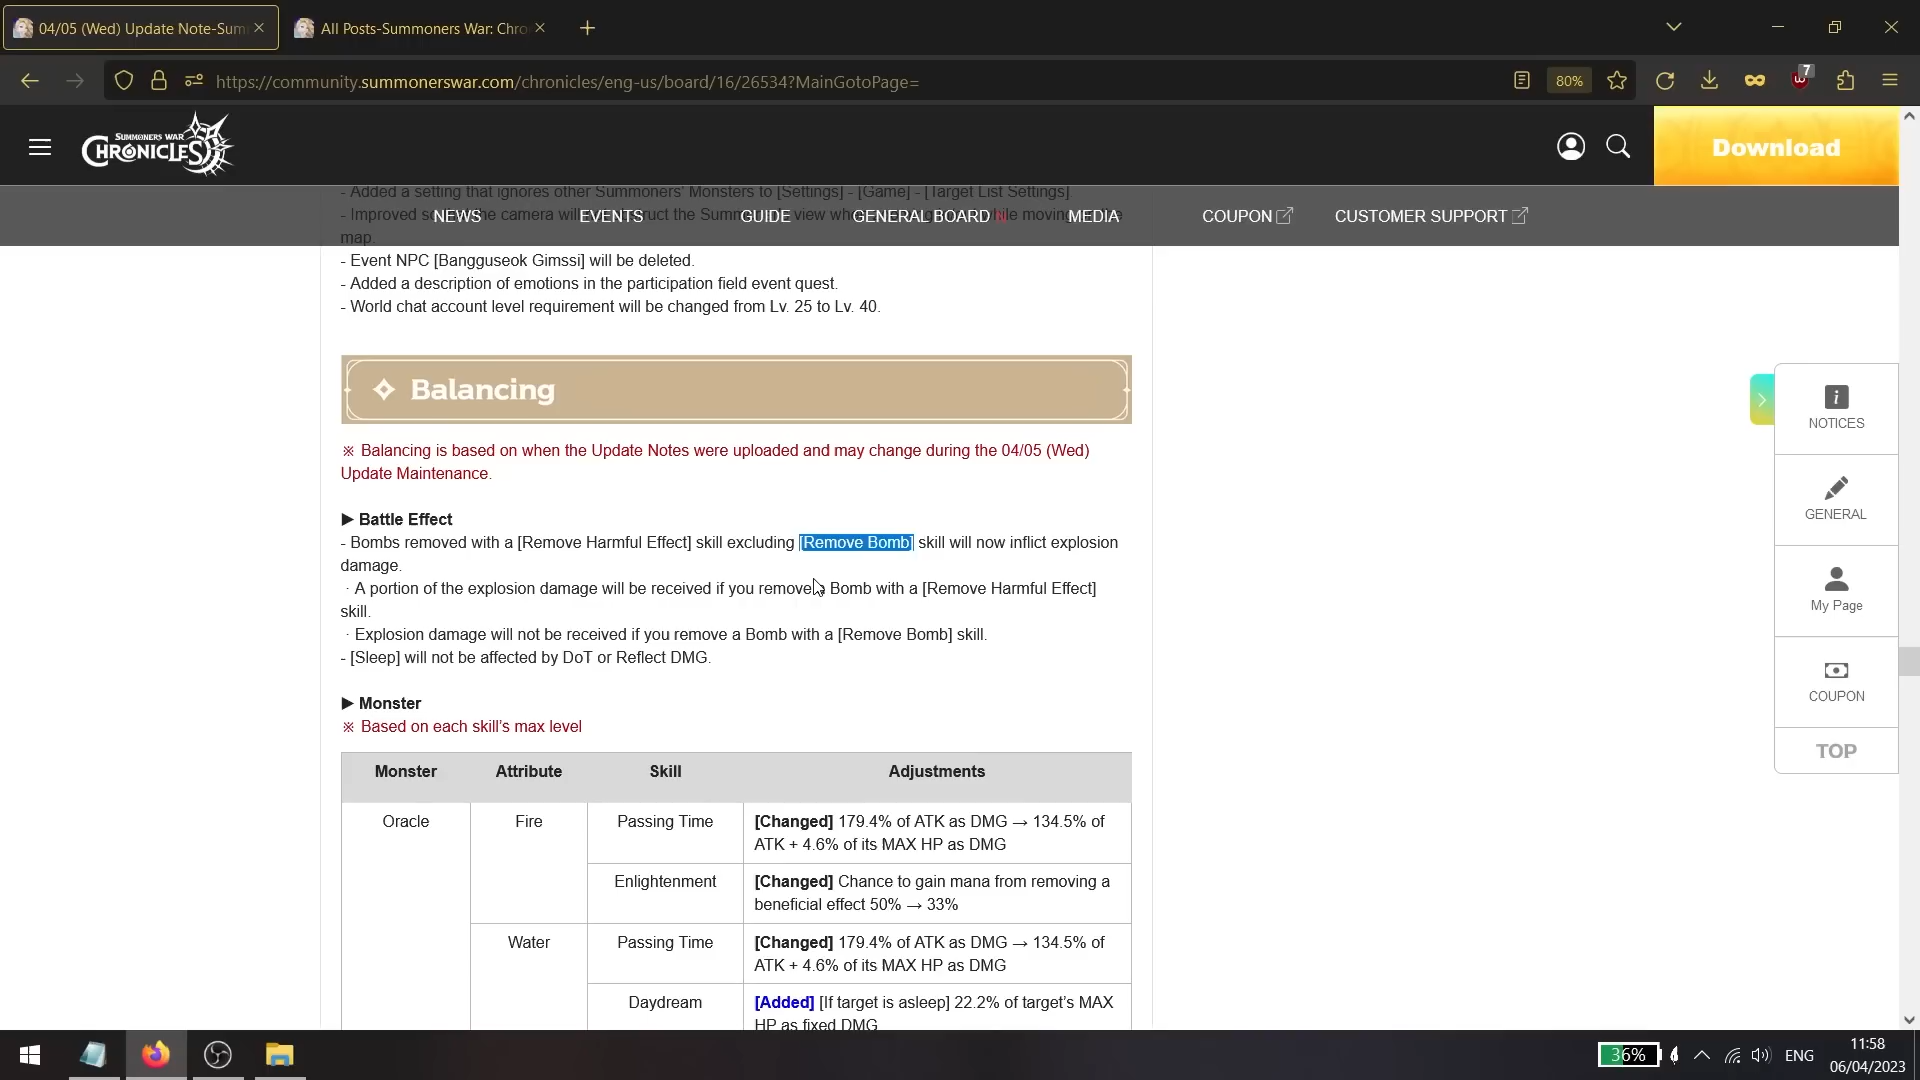 04/05 (Wed) Update Note-Sum
All Posts-Summoners War: Chro
https://community.summonerswar.com/chronicles/eng-us/board/16/26534?MainGotoPage=
80%
7
SUMMONERS WAR
CHRONICLES
Download
- Added a setting that ignores other Summoners' Monsters to [Settings] - [Game] - [Target List Settings].
NEWS
EVENTS
GUIDE
GENERAL BOARD N
MEDIA
COUPON
CUSTOMER SUPPORT
- Improved so the camera will view while moving
map.
- Event NPC [Bangguseok Gimssi] will be deleted.
- Added a description of emotions in the participation field event quest.
- World chat account level requirement will be changed from Lv. 25 to Lv. 40.
Balancing
※ Balancing is based on when the Update Notes were uploaded and may change during the 04/05 (Wed)
Update Maintenance.
▶ Battle Effect
- Bombs removed with a [Remove Harmful Effect] skill excluding [Remove Bomb] skill will now inflict explosion
damage.
· A portion of the explosion damage will be received if you remove a Bomb with a [Remove Harmful Effect]
skill.
· Explosion damage will not be received if you remove a Bomb with a [Remove Bomb] skill.
- [Sleep] will not be affected by DoT or Reflect DMG.
▶ Monster
※ Based on each skill's max level
Monster
Attribute
Skill
Adjustments
Oracle
Fire
Passing Time
[Changed] 179.4% of ATK as DMG → 134.5% of
ATK + 4.6% of its MAX HP as DMG
Enlightenment
[Changed] Chance to gain mana from removing a
beneficial effect 50% → 33%
Water
Passing Time
[Changed] 179.4% of ATK as DMG → 134.5% of
ATK + 4.6% of its MAX HP as DMG
Daydream
[Added] [If target is asleep] 22.2% of target's MAX
HP as fixed DMG
NOTICES
GENERAL
My Page
COUPON
TOP
36%
ENG
11:58
06/04/2023